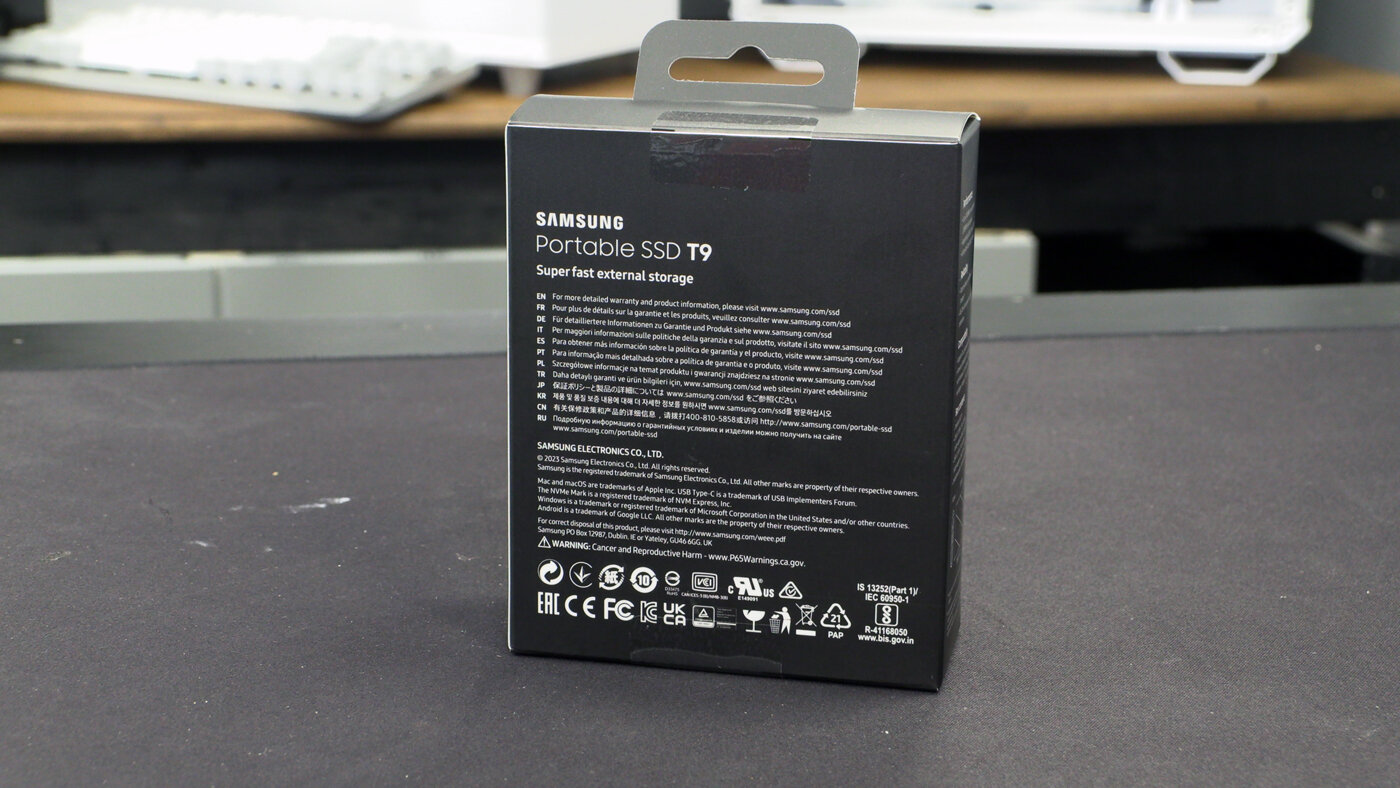 SAMSUNG
Portable SSD T9
Super fast external storage
EN For more detailed warranty and product information, please visit www.samsung.com/ssd
FR Pour plus de détails sur la garantie et les produits, veuillez consulter www.samsung.com/ssd
DE Für detailliertere Informationen zu Garantie und Produkt siehe www.samsung.com/ssd
IT Per maggiori informazioni sulle politiche della garanzia e sul prodotto, visitate il sito www.samsung.com/ssd
ES Para obtener más información sobre la política de garantía y el producto, visite www.samsung.com/ssd
PT Para informação mais detalhada sobre a política de garantia e o produto, visite www.samsung.com/ssd
PL Szczegółowe informacje na temat produktu i gwarancji znajdziesz na stronie www.samsung.com/ssd
TR Daha detaylı garanti ve ürün bilgileri için, www.samsung.com/ssd web sitesini ziyaret edebilirsiniz
JP 保証ポリシーと製品の詳細については www.samsung.com/ssd をご参照ください
KR 제품 및 품질 보증 내용에 대해 더 자세한 정보를 원하시면 www.samsung.com/ssd를 방문하십시오
CN 有关保修政策和产品的详细信息，请拨打400-810-5858或访问 http://www.samsung.com/portable-ssd
RU Подробную информацию о гарантийных условиях и изделии можно получить на сайте
www.samsung.com/portable-ssd
SAMSUNG ELECTRONICS CO., LTD.
© 2023 Samsung Electronics Co., Ltd. All rights reserved.
Samsung is the registered trademark of Samsung Electronics Co., Ltd. All other marks are property of their respective owners.
Mac and macOS are trademarks of Apple Inc. USB Type-C is a trademark of USB Implementers Forum.
The NVMe Mark is a registered trademark of NVM Express, Inc.
Windows is a trademark or registered trademark of Microsoft Corporation in the United States and/or other countries.
Android is a trademark of Google LLC. All other marks are the property of their respective owners.
For correct disposal of this product, please visit http://www.samsung.com/weee.pdf
Samsung PO Box 12987, Dublin. IE or Yateley, GU46 6GG. UK
WARNING: Cancer and Reproductive Harm - www.P65Warnings.ca.gov.
紙 10 RoHS VCI c RU US
E149091
IS 13252(Part 1)/
IEC 60950-1
EAC CE FC KC UK CA 21
PAP
R-41168050
www.bis.gov.in